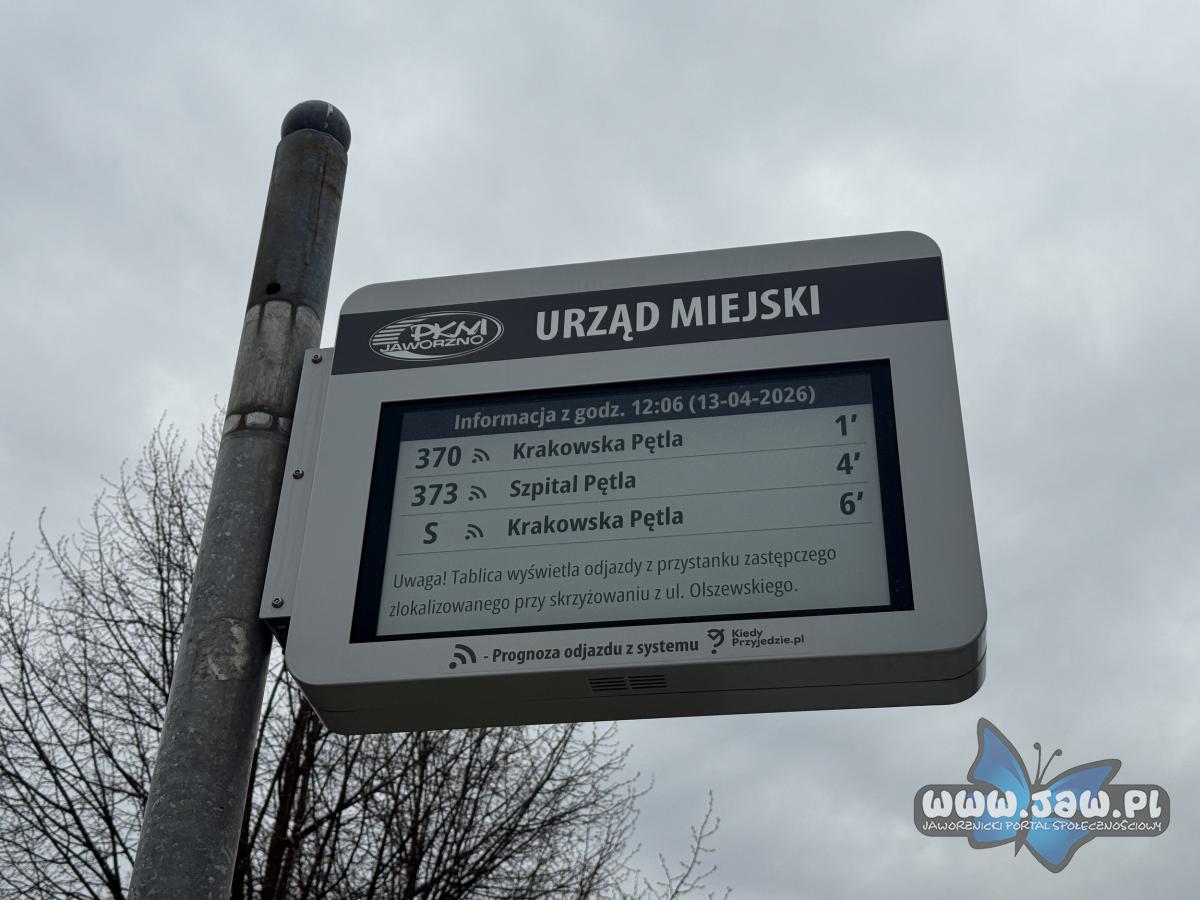 PKM
JAWORZNO
URZĄD MIEJSKI
Informacja z godz. 12:06 (13-04-2026)
370 Krakowska Pętla 1’
373 Szpital Pętla 4’
S Krakowska Pętla 6’
Uwaga! Tablica wyświetla odjazdy z przystanku zastępczego
zlokalizowanego przy skrzyżowaniu z ul. Olszewskiego.
- Prognoza odjazdu z systemu Kiedy
Przyjedzie.pl
www.jaw.pl
JAWORZNICKI PORTAL SPOŁECZNOŚCIOWY